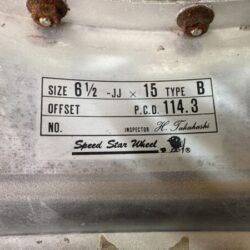 SIZE 6½ -JJ × 15 TYPE B
OFFSET P.C.D. 114.3
NO. INSPECTOR H. Takahashi
Speed Star Wheel ®